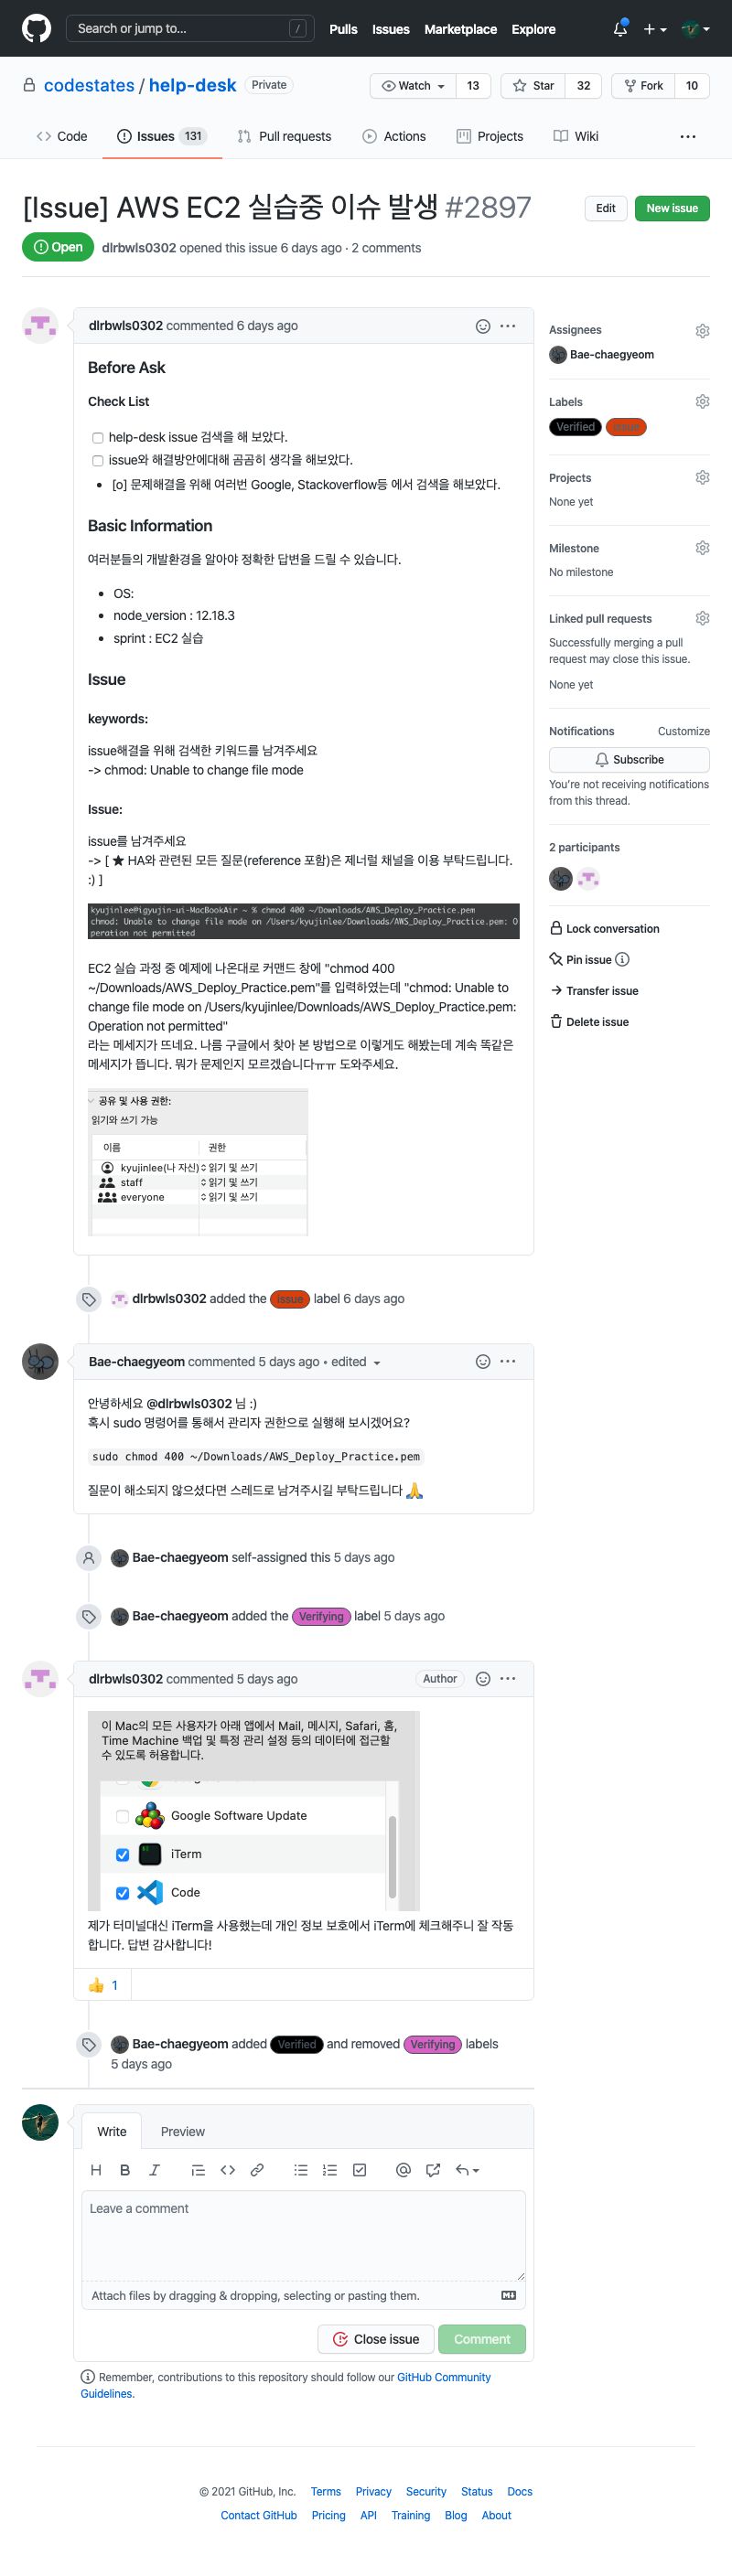 Search or jump to... /
Pulls Issues Marketplace Explore
codestates / help-desk Private
Watch 13 Star 32 Fork 10
Code Issues 131 Pull requests Actions Projects Wiki
[Issue] AWS EC2 실습중 이슈 발생 #2897
Edit New issue
Open dlrbwls0302 opened this issue 6 days ago · 2 comments
dlrbwls0302 commented 6 days ago
Before Ask
Check List
help-desk issue 검색을 해 보았다.
issue와 해결방안에대해 곰곰히 생각을 해보았다.
• [o] 문제해결을 위해 여러번 Google, Stackoverflow등 에서 검색을 해보았다.
Basic Information
여러분들의 개발환경을 알아야 정확한 답변을 드릴 수 있습니다.
• OS:
• node_version : 12.18.3
• sprint : EC2 실습
Issue
keywords:
issue해결을 위해 검색한 키워드를 남겨주세요
-> chmod: Unable to change file mode
Issue:
issue를 남겨주세요
-> [ ★ HA와 관련된 모든 질문(reference 포함)은 제너럴 채널을 이용 부탁드립니다.
:) ]
kyujinlee@igyujin-ui-MacBookAir ~ % chmod 400 ~/Downloads/AWS_Deploy_Practice.pem
chmod: Unable to change file mode on /Users/kyujinlee/Downloads/AWS_Deploy_Practice.pem: O
peration not permitted
EC2 실습 과정 중 예제에 나온대로 커맨드 창에 "chmod 400
~/Downloads/AWS_Deploy_Practice.pem"를 입력하였는데 "chmod: Unable to
change file mode on /Users/kyujinlee/Downloads/AWS_Deploy_Practice.pem:
Operation not permitted"
라는 메세지가 뜨네요. 나름 구글에서 찾아 본 방법으로 이렇게도 해봤는데 계속 똑같은
메세지가 뜹니다. 뭐가 문제인지 모르겠습니다ㅠㅠ 도와주세요.
공유 및 사용 권한:
읽기와 쓰기 가능
이름 권한
kyujinlee(나 자신) 읽기 및 쓰기
staff 읽기 및 쓰기
everyone 읽기 및 쓰기
dlrbwls0302 added the issue label 6 days ago
Bae-chaegyeom commented 5 days ago • edited
안녕하세요 @dlrbwls0302 님 :)
혹시 sudo 명령어를 통해서 관리자 권한으로 실행해 보시겠어요?
sudo chmod 400 ~/Downloads/AWS_Deploy_Practice.pem
질문이 해소되지 않으셨다면 스레드로 남겨주시길 부탁드립니다 🙏
Bae-chaegyeom self-assigned this 5 days ago
Bae-chaegyeom added the Verifying label 5 days ago
dlrbwls0302 commented 5 days ago Author
이 Mac의 모든 사용자가 아래 앱에서 Mail, 메시지, Safari, 홈,
Time Machine 백업 및 특정 관리 설정 등의 데이터에 접근할
수 있도록 허용합니다.
Google Software Update
iTerm
Code
제가 터미널대신 iTerm을 사용했는데 개인 정보 보호에서 iTerm에 체크해주니 잘 작동
합니다. 답변 감사합니다!
👍 1
Bae-chaegyeom added Verified and removed Verifying labels
5 days ago
Write Preview
Leave a comment
Attach files by dragging & dropping, selecting or pasting them.
Close issue Comment
Remember, contributions to this repository should follow our GitHub Community
Guidelines.
Assignees
Bae-chaegyeom
Labels
Verified issue
Projects
None yet
Milestone
No milestone
Linked pull requests
Successfully merging a pull
request may close this issue.
None yet
Notifications Customize
Subscribe
You're not receiving notifications
from this thread.
2 participants
Lock conversation
Pin issue
Transfer issue
Delete issue
© 2021 GitHub, Inc. Terms Privacy Security Status Docs
Contact GitHub Pricing API Training Blog About